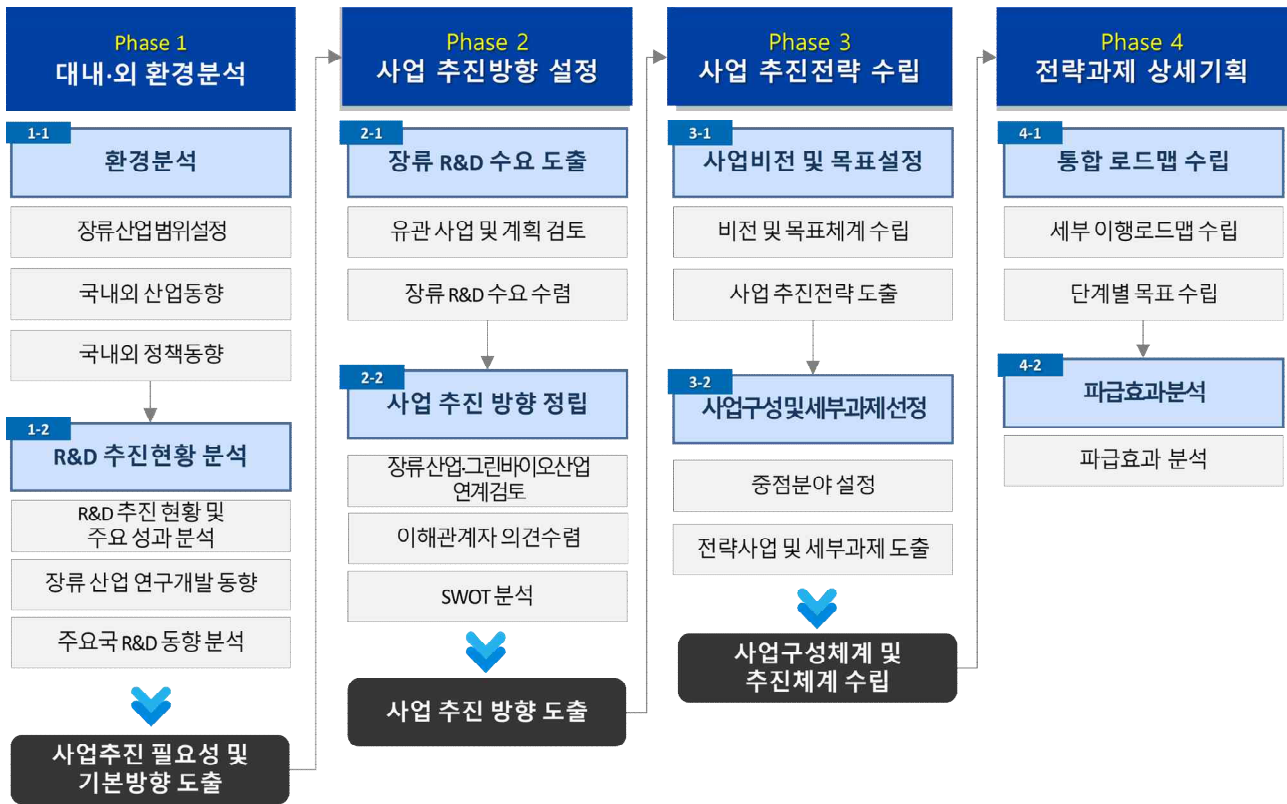 Phase 1
대내·외 환경분석
1-1
환경분석
장류산업범위설정
국내외 산업동향
국내외 정책동향
1-2
R&D 추진현황 분석
R&D 추진 현황 및
주요 성과 분석
장류 산업 연구개발 동향
주요국 R&D 동향 분석
사업추진 필요성 및
기본방향 도출
Phase 2
사업 추진방향 설정
2-1
장류 R&D 수요 도출
유관 사업 및 계획 검토
장류 R&D 수요 수렴
2-2
사업 추진 방향 정립
장류산업-그린바이오산업
연계검토
이해관계자 의견수렴
SWOT 분석
사업 추진 방향 도출
Phase 3
사업 추진전략 수립
3-1
사업비전 및 목표설정
비전 및 목표체계 수립
사업 추진전략 도출
3-2
사업구성및세부과제선정
중점분야 설정
전략사업 및 세부과제 도출
사업구성체계 및
추진체계 수립
Phase 4
전략과제 상세기획
4-1
통합 로드맵 수립
세부 이행로드맵 수립
단계별 목표 수립
4-2
파급효과분석
파급효과 분석